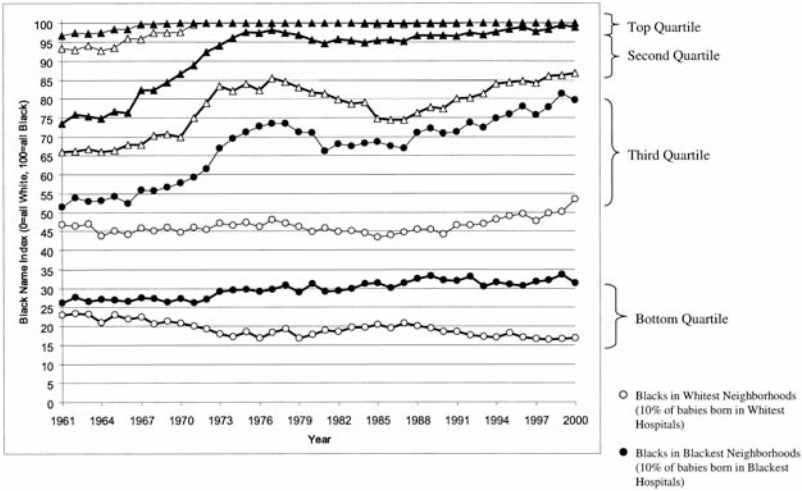 Black Name Index (0=all White, 100=all Black)
100
95
90
85
80
75
70
65
60
55
50
45
40
35
30
25
20
15
10
5
0
1961 1964 1967 1970 1973 1976 1979 1982 1985 1988 1991 1994 1997 2000
Year
Top Quartile
Second Quartile
Third Quartile
Bottom Quartile
Blacks in Whitest Neighborhoods
(10% of babies born in Whitest
Hospitals)
Blacks in Blackest Neighborhoods
(10% of babies born in Blackest
Hospitals)